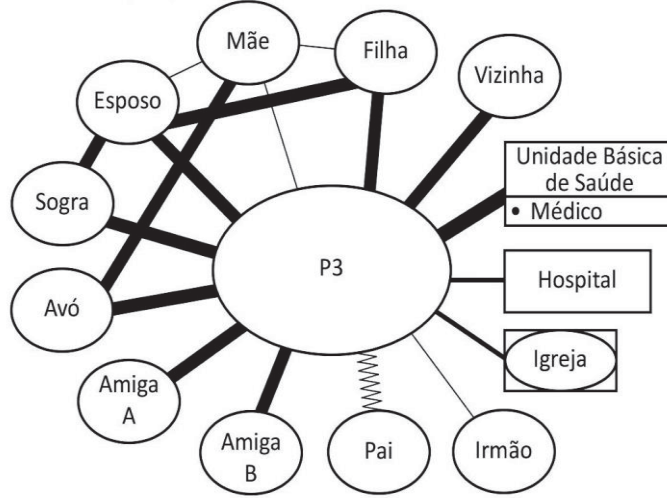 Mãe
Filha
Vizinha
Esposo
Unidade Básica
de Saúde
• Médico
Sogra
P3
Hospital
Avó
Igreja
Amiga
A
Amiga
B
Pai
Irmão